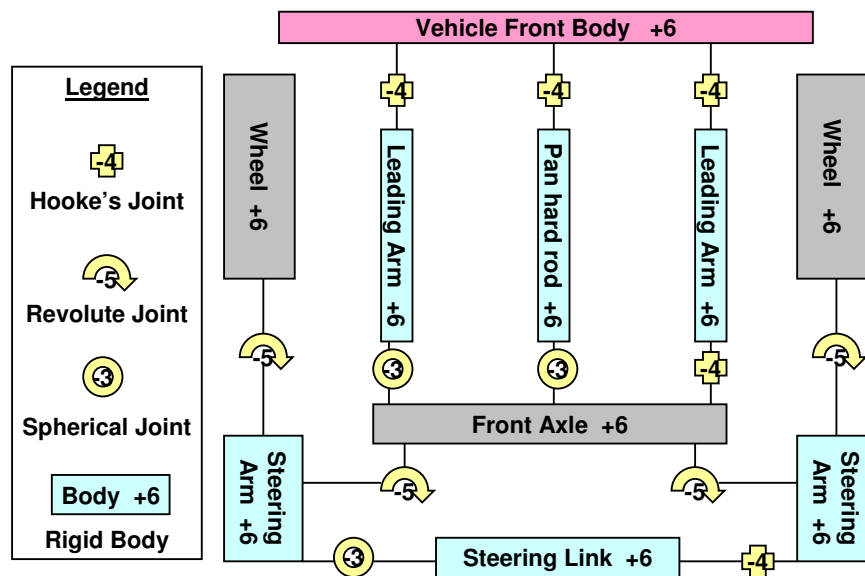 Vehicle Front Body +6
Legend
-4
Hooke's Joint
-5
Revolute Joint
-3
Spherical Joint
Body +6
Rigid Body
-4
-4
-4
Wheel +6
Leading Arm +6
Pan hard rod +6
Leading Arm +6
Wheel +6
-5
-3
-3
-4
-5
Front Axle +6
Steering
Arm +6
-5
-5
Steering
Arm +6
-3
Steering Link +6
-4